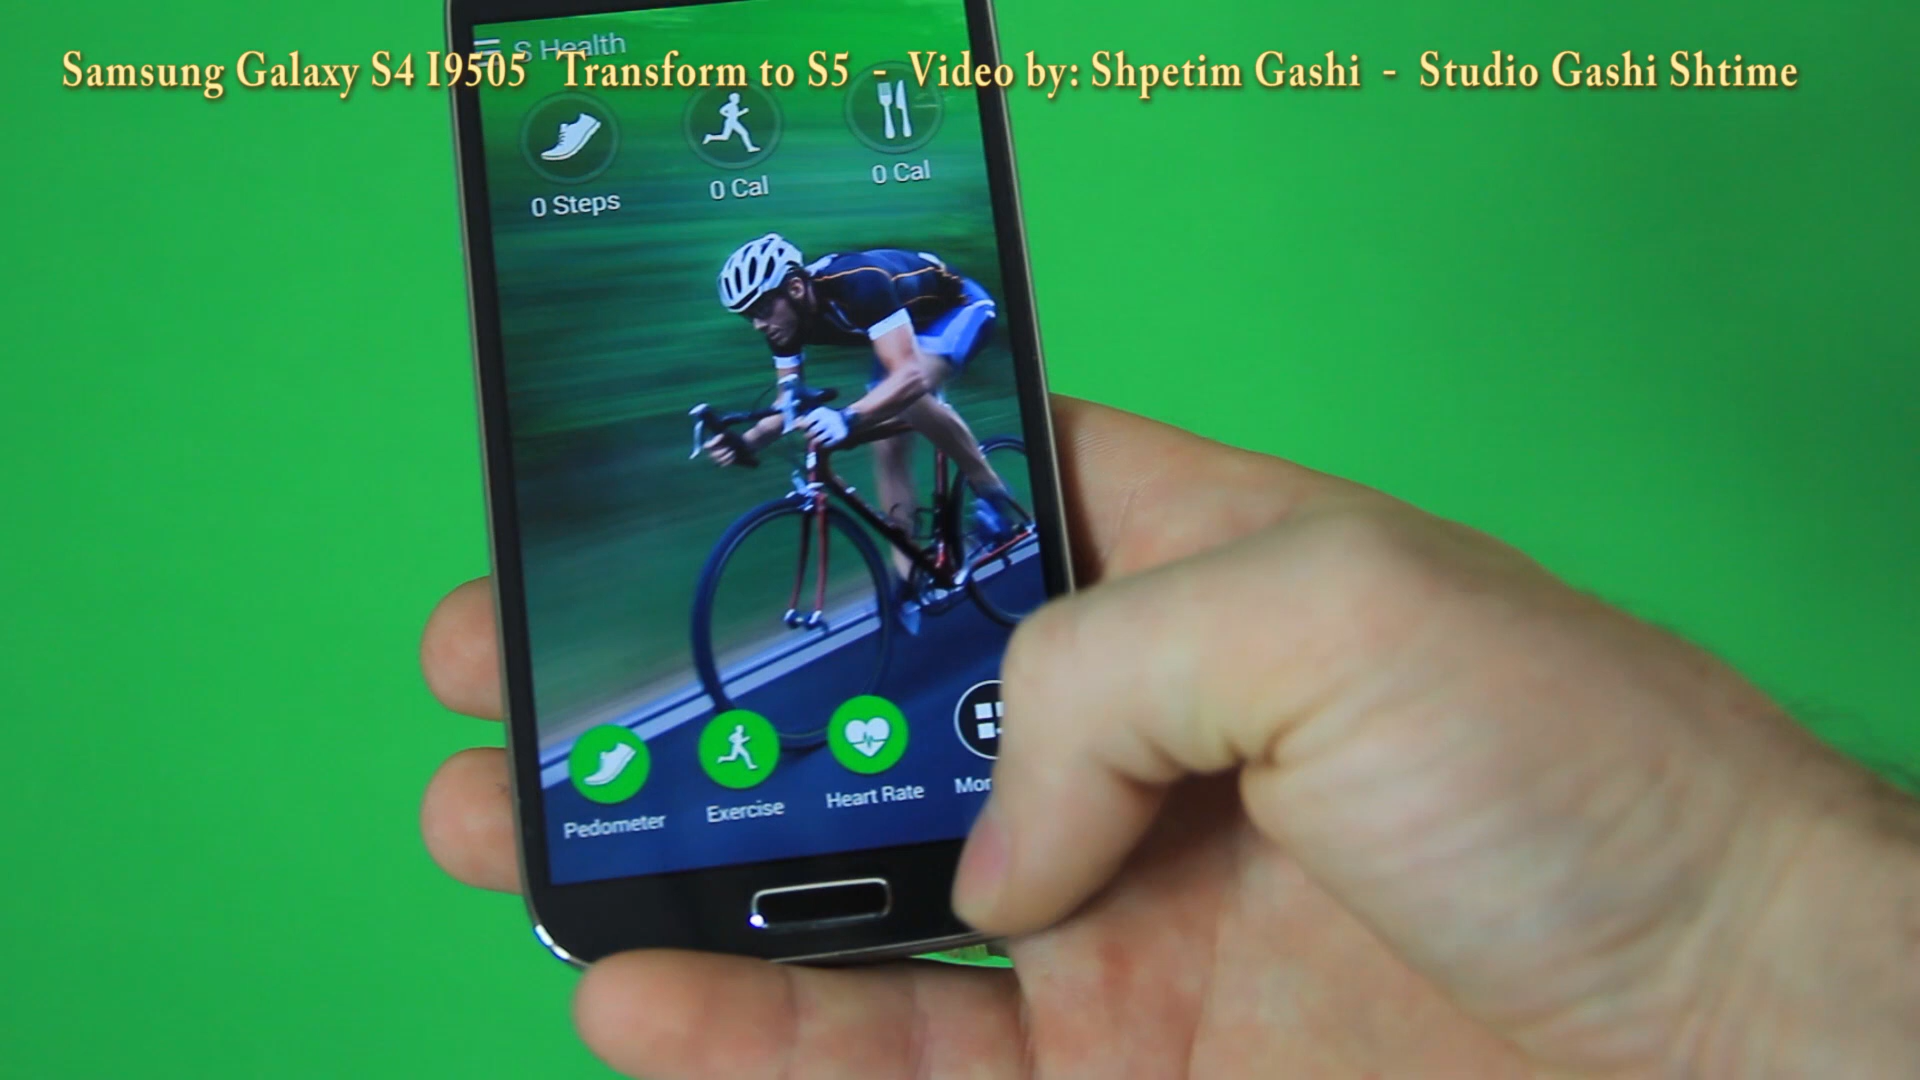 Samsung Galaxy S4 I9505 Transform to S5 - Video by: Shpetim Gashi - Studio Gashi Shtime
S Health
0 Steps
0 Cal
0 Cal
Pedometer
Exercise
Heart Rate
Mor